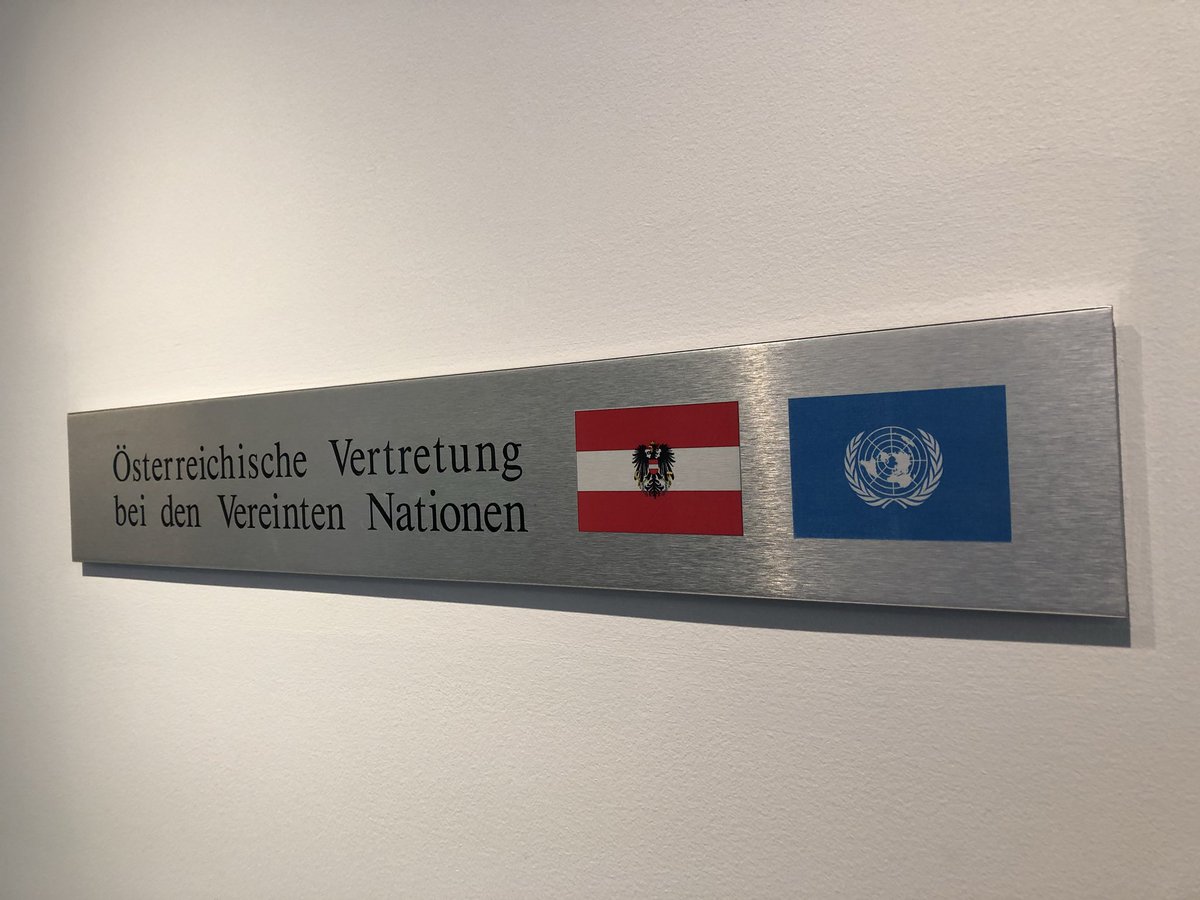 Österreichische Vertretung
bei den Vereinten Nationen